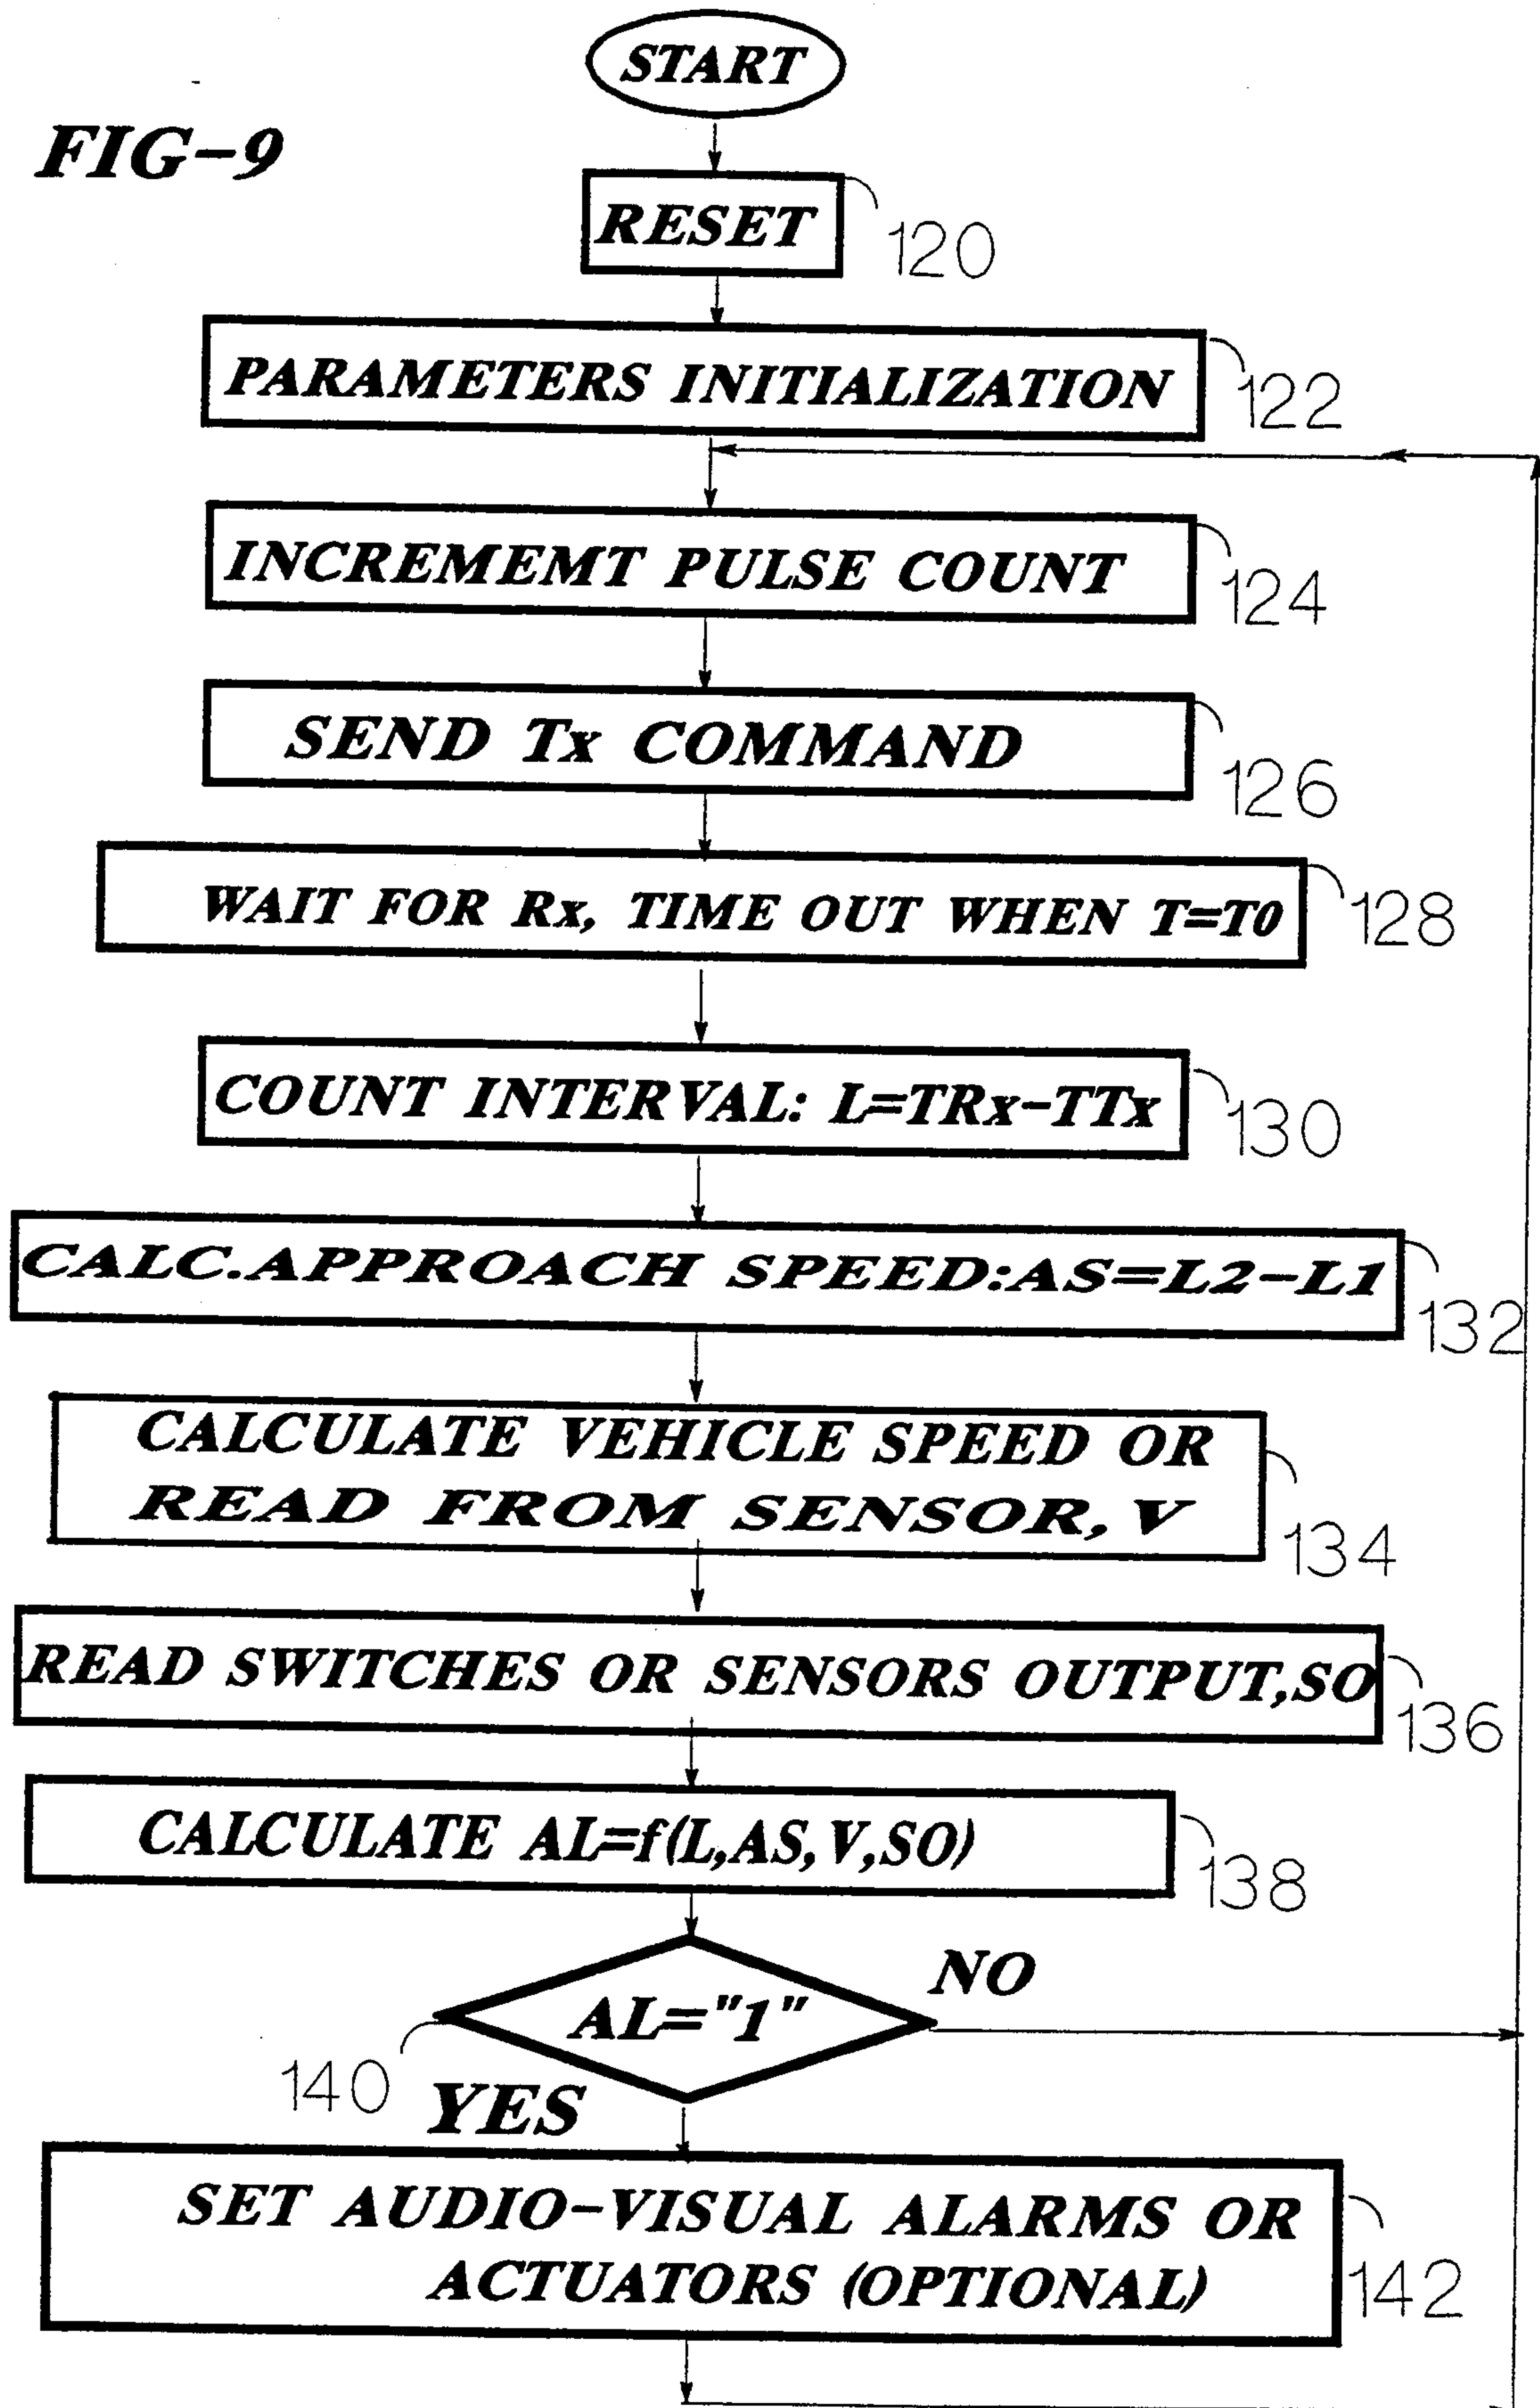 START
FIG-9
RESET
120
PARAMETERS INITIALIZATION
122
INCREMEMT PULSE COUNT
124
SEND Tx COMMAND
126
WAIT FOR Rx, TIME OUT WHEN T=T0
128
COUNT INTERVAL: L=TRx-TTx
130
CALC.APPROACH SPEED:AS=L2-L1
132
CALCULATE VEHICLE SPEED OR
READ FROM SENSOR, V
134
READ SWITCHES OR SENSORS OUTPUT,SO
136
CALCULATE AL=f(L,AS,V,SO)
138
NO
AL="1"
140
YES
SET AUDIO-VISUAL ALARMS OR
ACTUATORS (OPTIONAL)
142